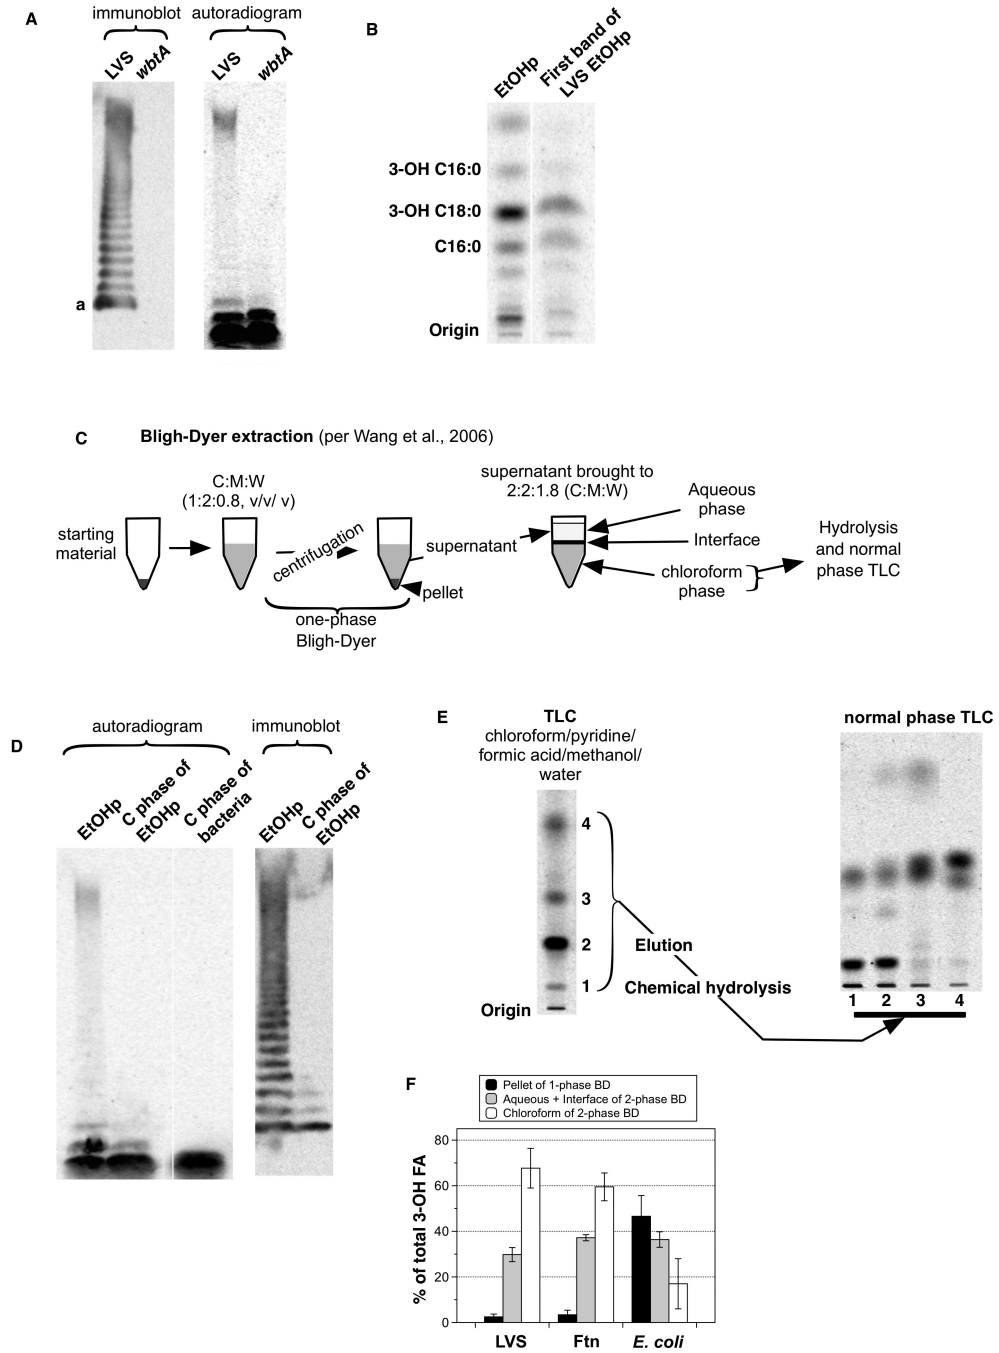 A
immunoblot autoradiogram
LVS
wbtA
LVS
wbtA
a
B
EtOHp
First band of
LVS EtOHp
3-OH C16:0
3-OH C18:0
C16:0
Origin
C
Bligh-Dyer extraction (per Wang et al., 2006)
C:M:W
(1:2:0.8, v/v/ v)
starting
material
centrifugation
one-phase
Bligh-Dyer
supernatant
pellet
supernatant brought to
2:2:1.8 (C:M:W)
Aqueous
phase
Interface
chloroform
phase
Hydrolysis
and normal
phase TLC
D
autoradiogram
immunoblot
EtOHp
C phase of
EtOHp
C phase of
bacteria
EtOHp
C phase of
EtOHp
E
TLC
chloroform/pyridine/
formic acid/methanol/
water
4
3
2
1
Origin
Elution
Chemical hydrolysis
normal phase TLC
1 2 3 4
F
Pellet of 1-phase BD
Aqueous + Interface of 2-phase BD
Chloroform of 2-phase BD
% of total 3-OH FA
80
60
40
20
0
LVS Ftn E. coli